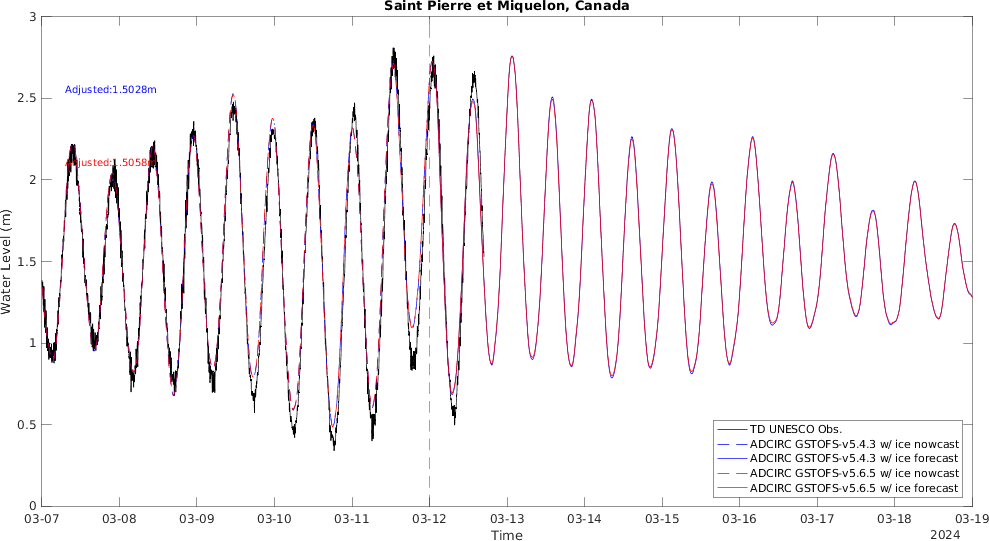 Saint Pierre et Miquelon, Canada
Water Level (m)
3
2.5
2
1.5
1
0.5
0
Adjusted:1.5028m
Adjusted:1.5058m
TD UNESCO Obs.
ADCIRC GSTOFS-v5.4.3 w/ ice nowcast
ADCIRC GSTOFS-v5.4.3 w/ ice forecast
ADCIRC GSTOFS-v5.6.5 w/ ice nowcast
ADCIRC GSTOFS-v5.6.5 w/ ice forecast
03-07 03-08 03-09 03-10 03-11 03-12 03-13 03-14 03-15 03-16 03-17 03-18 03-19
Time
2024